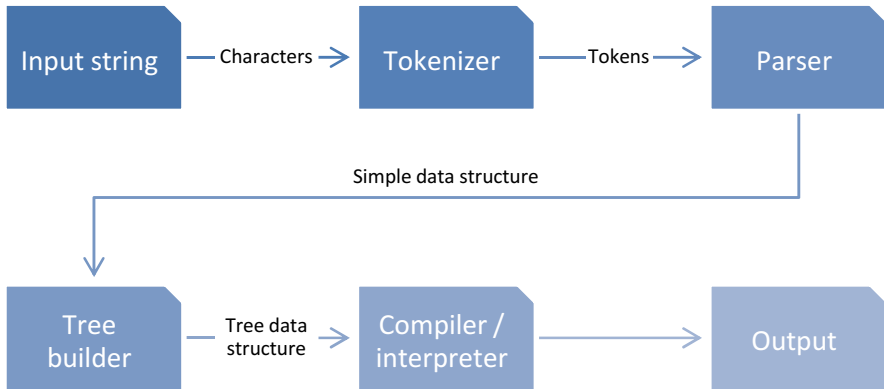 Input string
Characters
Tokenizer
Tokens
Parser
Simple data structure
Tree
builder
Tree data
structure
Compiler /
interpreter
Output